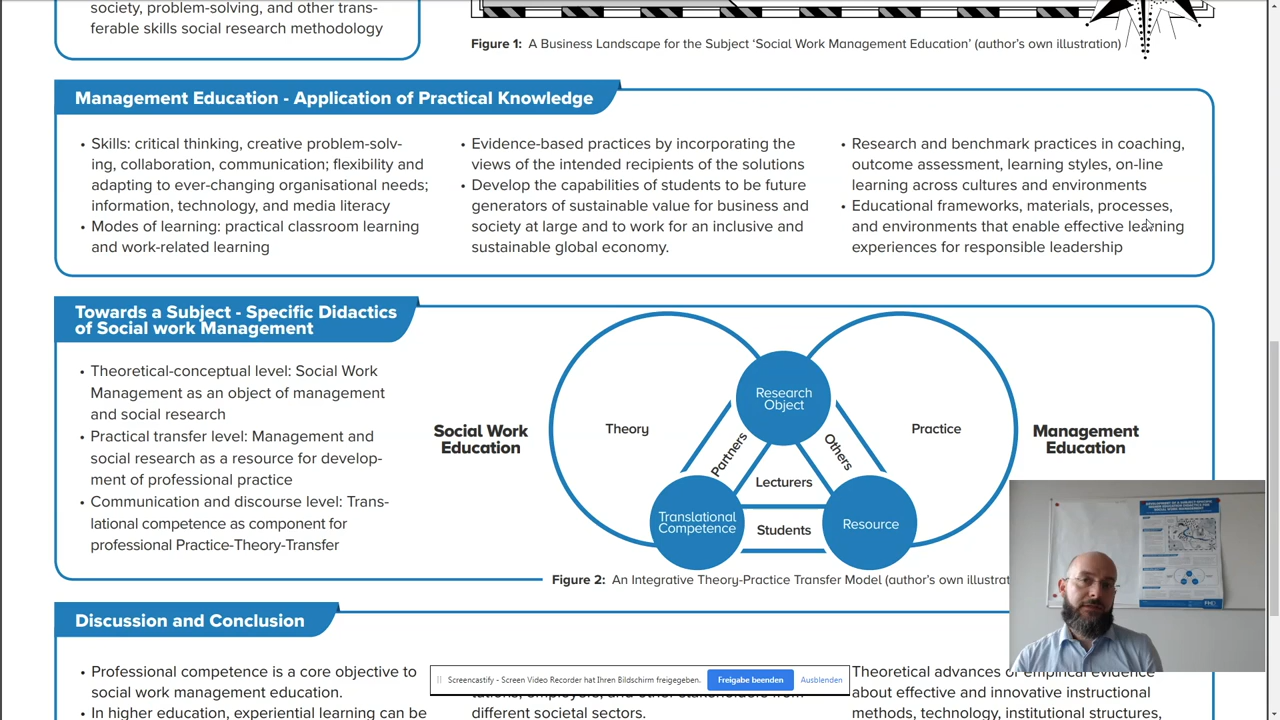 society, problem-solving, and other trans-
ferable skills social research methodology
Figure 1: A Business Landscape for the Subject ‘Social Work Management Education’ (author’s own illustration)
Management Education - Application of Practical Knowledge
• Skills: critical thinking, creative problem-solv-
ing, collaboration, communication; flexibility and
adapting to ever-changing organisational needs;
information, technology, and media literacy
• Modes of learning: practical classroom learning
and work-related learning
• Evidence-based practices by incorporating the
views of the intended recipients of the solutions
• Develop the capabilities of students to be future
generators of sustainable value for business and
society at large and to work for an inclusive and
sustainable global economy.
• Research and benchmark practices in coaching,
outcome assessment, learning styles, on-line
learning across cultures and environments
• Educational frameworks, materials, processes,
and environments that enable effective learning
experiences for responsible leadership
Towards a Subject - Specific Didactics
of Social work Management
• Theoretical-conceptual level: Social Work
Management as an object of management
and social research
• Practical transfer level: Management and
social research as a resource for develop-
ment of professional practice
• Communication and discourse level: Trans-
lational competence as component for
professional Practice-Theory-Transfer
Social Work
Education
Theory
Research
Object
Practice
Management
Education
Partners
Others
Lecturers
Translational
Competence
Students
Resource
Figure 2: An Integrative Theory-Practice Transfer Model (author’s own
Discussion and Conclusion
• Professional competence is a core objective to
social work management education.
• In higher education, experiential learning can be
different societal sectors.
Theoretical advances or empirical evidence
about effective and innovative instructional
methods, technology, institutional structures,
Screencastify - Screen Video Recorder hat Ihren Bildschirm freigegeben.
Freigabe beenden
Ausblenden